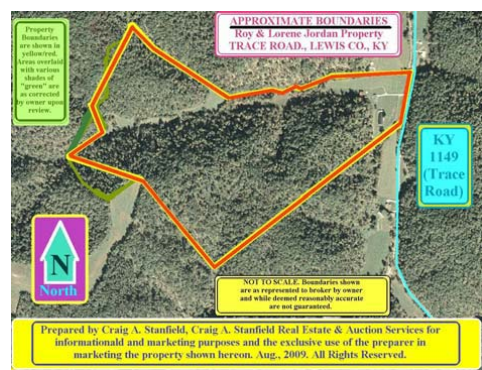 APPROXIMATE BOUNDARIES
Roy & Lorene Jordan Property
TRACE ROAD., LEWIS CO., KY
Property
Boundaries
are shown in
yellow/red.
Areas overlaid
with various
shades of
"green" are
as corrected
by owner upon
review.
KY
1149
(Trace
Road)
N
North
NOT TO SCALE. Boundaries shown
are as represented to broker by owner
and while deemed reasonably accurate
are not guaranteed.
Prepared by Craig A. Stanfield, Craig A. Stanfield Real Estate & Auction Services for
informationald and marketing purposes and the exclusive use of the preparer in
marketing the property shown hereon. Aug., 2009. All Rights Reserved.